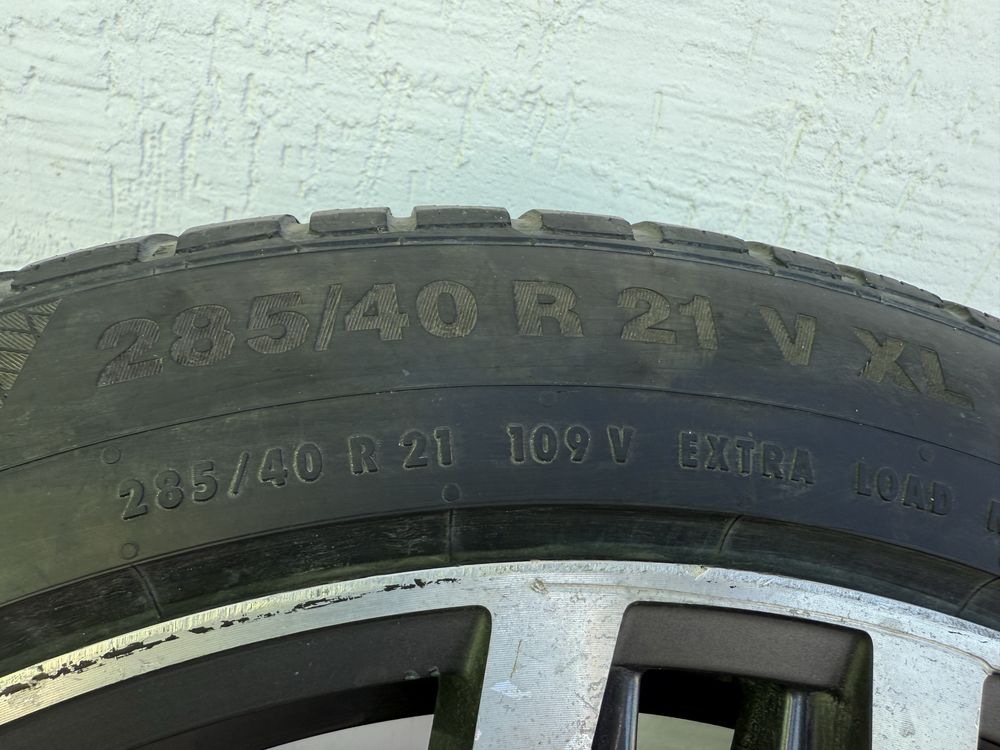 285/40 R 21 V XL
285/40 R 21 109 V EXTRA LOAD